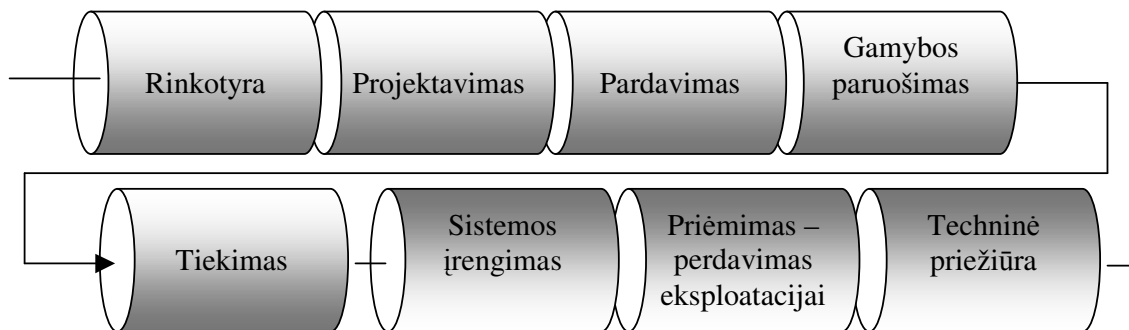 Rinkotyra
Projektavimas
Pardavimas
Gamybos
paruošimas
Tiekimas
Sistemos
įrengimas
Priėmimas –
perdavimas
eksploatacijai
Techninė
priežiūra